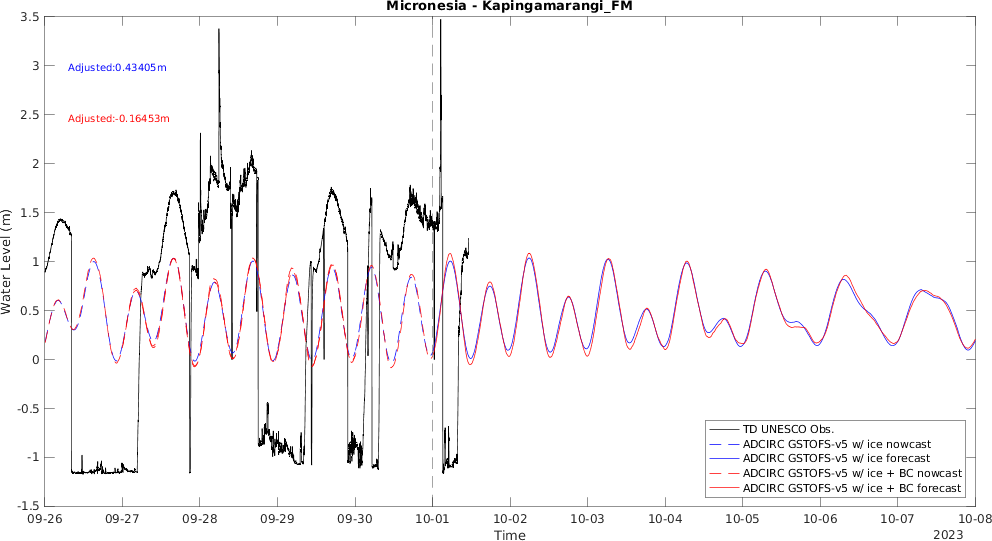 Micronesia - Kapingamarangi_FM
Adjusted:0.43405m
Adjusted:-0.16453m
Water Level (m)
3.5
3
2.5
2
1.5
1
0.5
0
-0.5
-1
-1.5
TD UNESCO Obs.
ADCIRC GSTOFS-v5 w/ ice nowcast
ADCIRC GSTOFS-v5 w/ ice forecast
ADCIRC GSTOFS-v5 w/ ice + BC nowcast
ADCIRC GSTOFS-v5 w/ ice + BC forecast
09-26 09-27 09-28 09-29 09-30 10-01 10-02 10-03 10-04 10-05 10-06 10-07 10-08
Time
2023